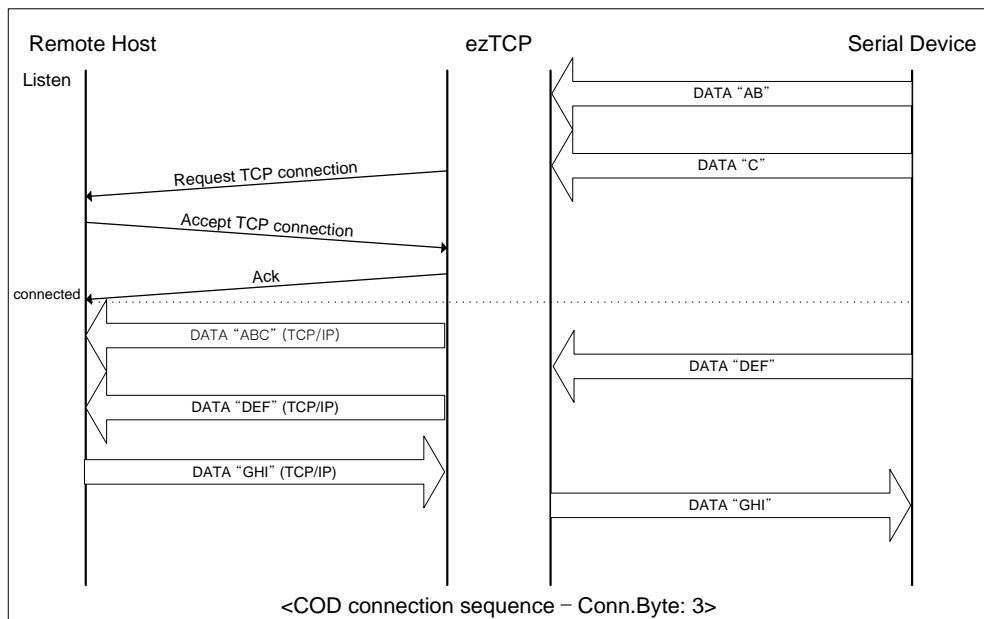 Remote Host
ezTCP
Serial Device
Listen
DATA “AB”
DATA “C”
Request TCP connection
Accept TCP connection
Ack
connected
DATA “ABC” (TCP/IP)
DATA “DEF”
DATA “DEF” (TCP/IP)
DATA “GHI” (TCP/IP)
DATA “GHI”
<COD connection sequence – Conn.Byte: 3>